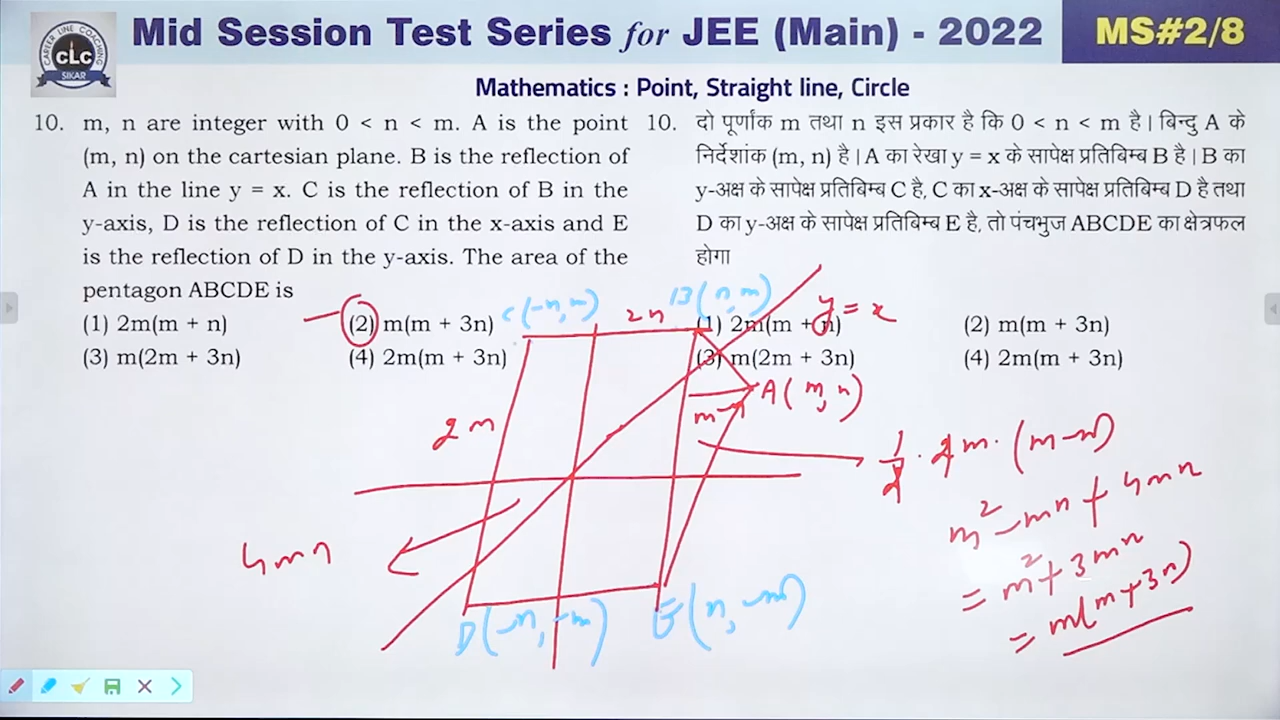 CAREER LINE COACHING
CLC
SIKAR
Mid Session Test Series for JEE (Main) - 2022
MS#2/8
Mathematics : Point, Straight line, Circle
10. m, n are integer with 0 < n < m. A is the point
(m, n) on the cartesian plane. B is the reflection of
A in the line y = x. C is the reflection of B in the
y-axis, D is the reflection of C in the x-axis and E
is the reflection of D in the y-axis. The area of the
pentagon ABCDE is
(1) 2m(m + n) (2) m(m + 3n)
(3) m(2m + 3n) (4) 2m(m + 3n)
10. दो पूर्णांक m तथा n इस प्रकार है कि 0 < n < m है। बिन्दु A के
निर्देशांक (m, n) है। A का रेखा y = x के सापेक्ष प्रतिबिम्ब B है। B का
y-अक्ष के सापेक्ष प्रतिबिम्ब C है, C का x-अक्ष के सापेक्ष प्रतिबिम्ब D है तथा
D का y-अक्ष के सापेक्ष प्रतिबिम्ब E है, तो पंचभुज ABCDE का क्षेत्रफल
होगा
(1) 2m(m + n) (2) m(m + 3n)
(3) m(2m + 3n) (4) 2m(m + 3n)
C(-n, m) 2n B(n, m) y = x
A(m, n)
m-n
2m
1/2 · 2m · (m-n)
m² - mn + 4mn
4mn
= m² + 3mn
= m(m+3n)
D(-n, -m) E(n, -m)